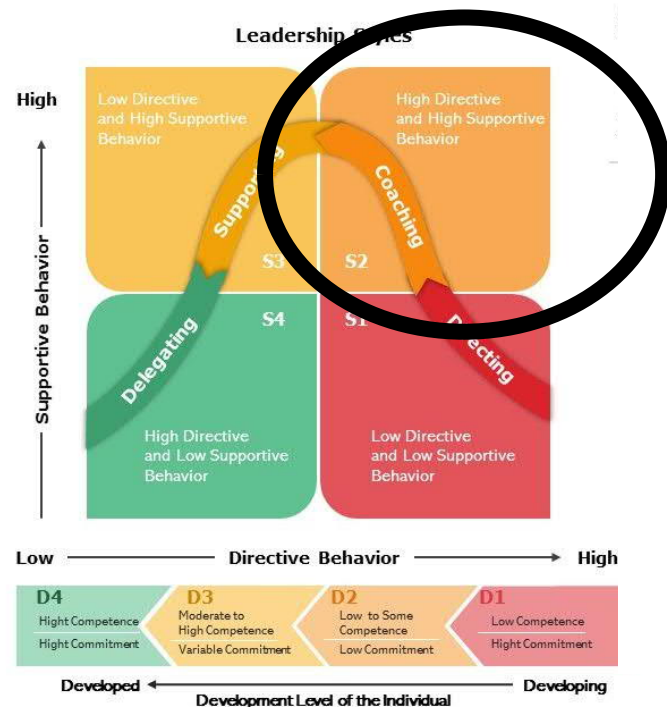 Leadership Styles
High
Low Directive
and High Supportive
Behavior
High Directive
and High Supportive
Behavior
Supporting
Coaching
S3
S2
S4
S1
Delegating
Directing
High Directive
and Low Supportive
Behavior
Low Directive
and Low Supportive
Behavior
Supportive Behavior
Low
Directive Behavior
High
D4
Hight Competence
Hight Commitment
D3
Moderate to
High Competence
Variable Commitment
D2
Low to Some
Competence
Low Commitment
D1
Low Competence
Hight Commitment
Developed
Developing
Development Level of the Individual